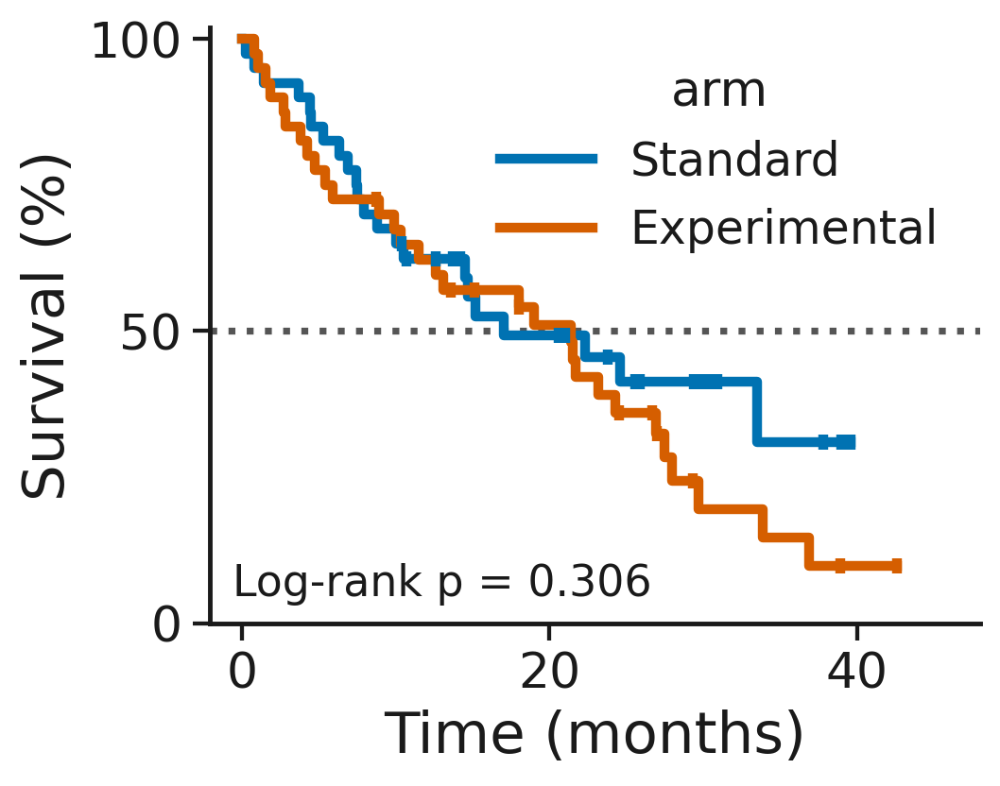 100
50
0
Survival (%)
arm
Standard
Experimental
Log-rank p = 0.306
0 20 40
Time (months)